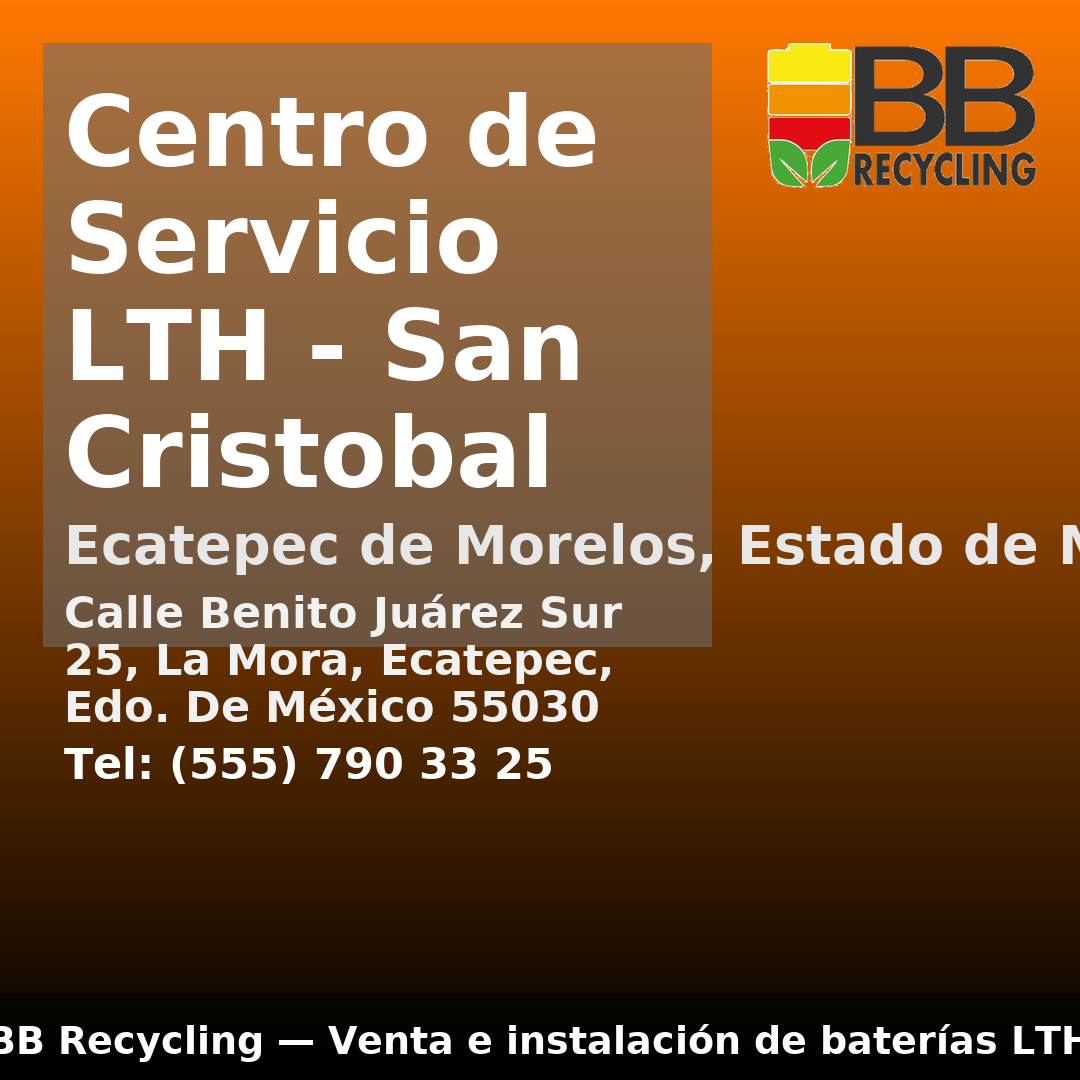 BB
RECYCLING
Centro de
Servicio
LTH - San
Cristobal
Ecatepec de Morelos, Estado de
Calle Benito Juárez Sur
25, La Mora, Ecatepec,
Edo. De México 55030
Tel: (555) 790 33 25
BB Recycling — Venta e instalación de baterías LTH